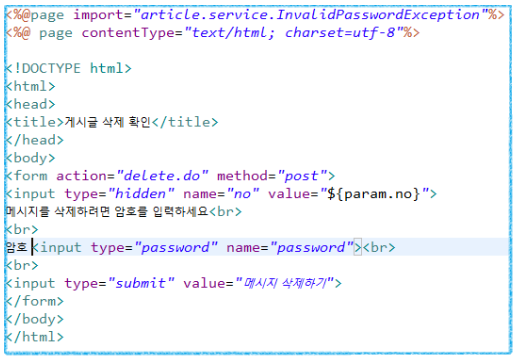 <%@page import="article.service.InvalidPasswordException"%>
<%@ page contentType="text/html; charset=utf-8"%>
<!DOCTYPE html>
<html>
<head>
<title>게시글 삭제 확인</title>
</head>
<body>
<form action="delete.do" method="post">
<input type="hidden" name="no" value="${param.no}">
메시지를 삭제하려면 암호를 입력하세요<br>
<br>
암호 <input type="password" name="password"><br>
<br>
<input type="submit" value="메시지 삭제하기">
</form>
</body>
</html>